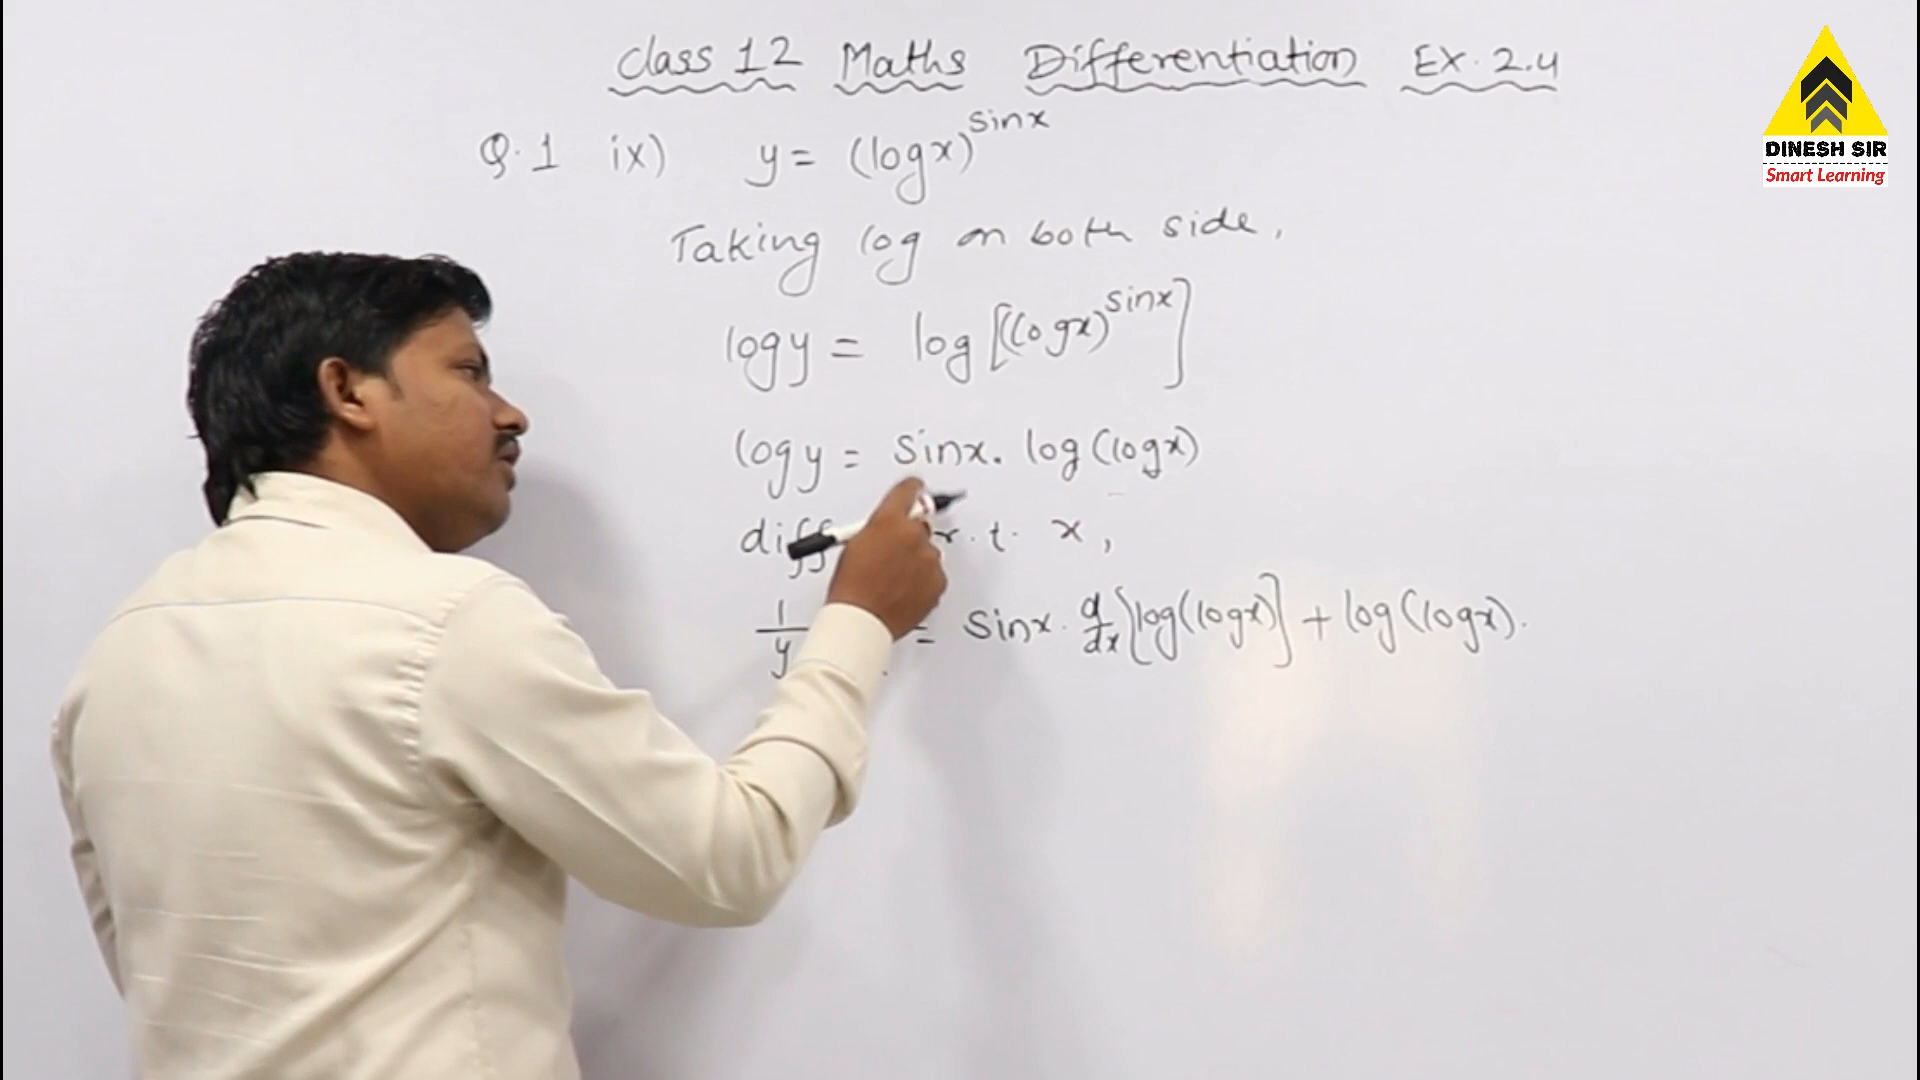 Class 12 Maths Differentiation Ex. 2.4
Q.1 ix) y = (logx)^sinx
Taking log on both side,
logy = log [(logx)^sinx]
logy = sinx. log(logx)
r.t. x,
1/y = sinx. d/dx [log(logx)] + log(logx).
DINESH SIR
Smart Learning